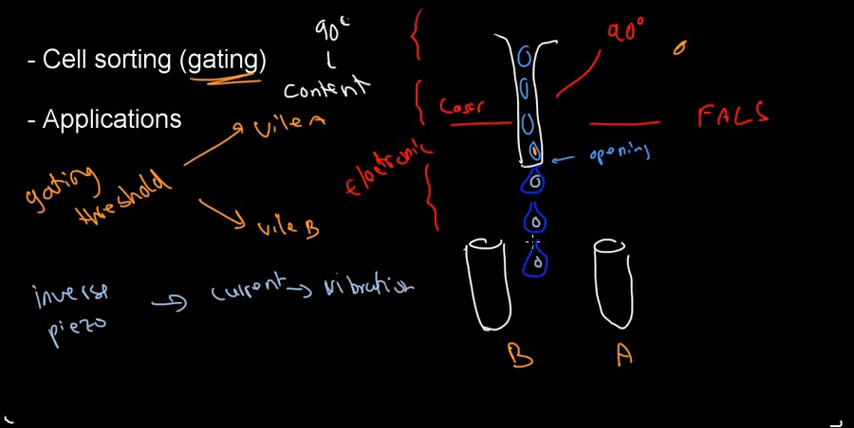 - Cell sorting (gating)
- Applications
90°
Content
gating
threshold
vile A
vile B
inverse
piezo
current
vibration
Laser
90°
FALS
Electronic
opening
B
A